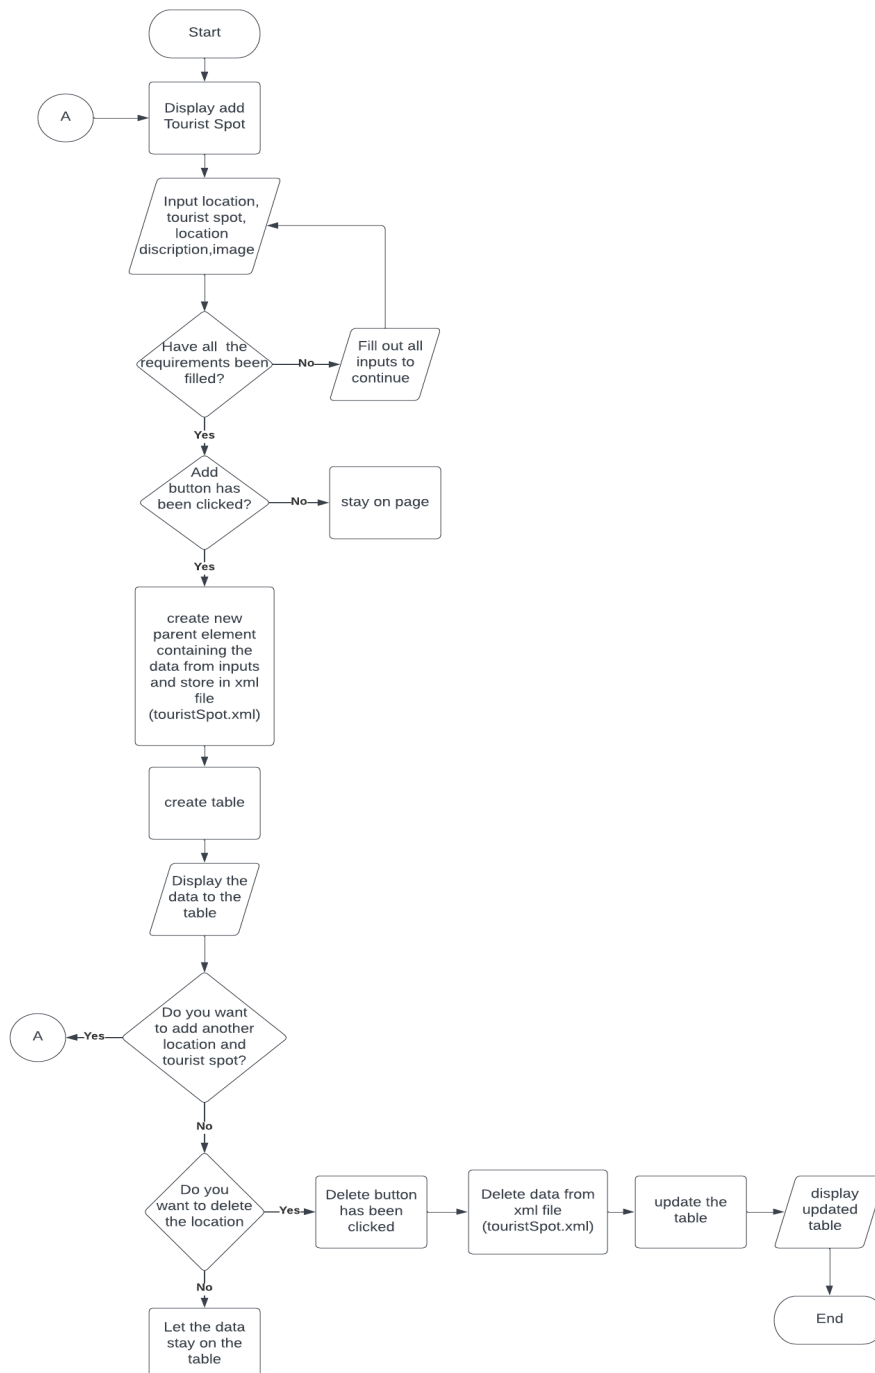 Start
A
Display add
Tourist Spot
Input location,
tourist spot,
location
discription,image
Have all the
requirements been
filled?
No
Fill out all
inputs to
continue
Yes
Add
button has
been clicked?
No
stay on page
Yes
create new
parent element
containing the
data from inputs
and store in xml
file
(touristSpot.xml)
create table
Display the
data to the
table
Do you want
to add another
location and
tourist spot?
Yes
A
No
Do you
want to delete
the location
Yes
Delete button
has been
clicked
Delete data from
xml file
(touristSpot.xml)
update the
table
display
updated
table
End
No
Let the data
stay on the
table